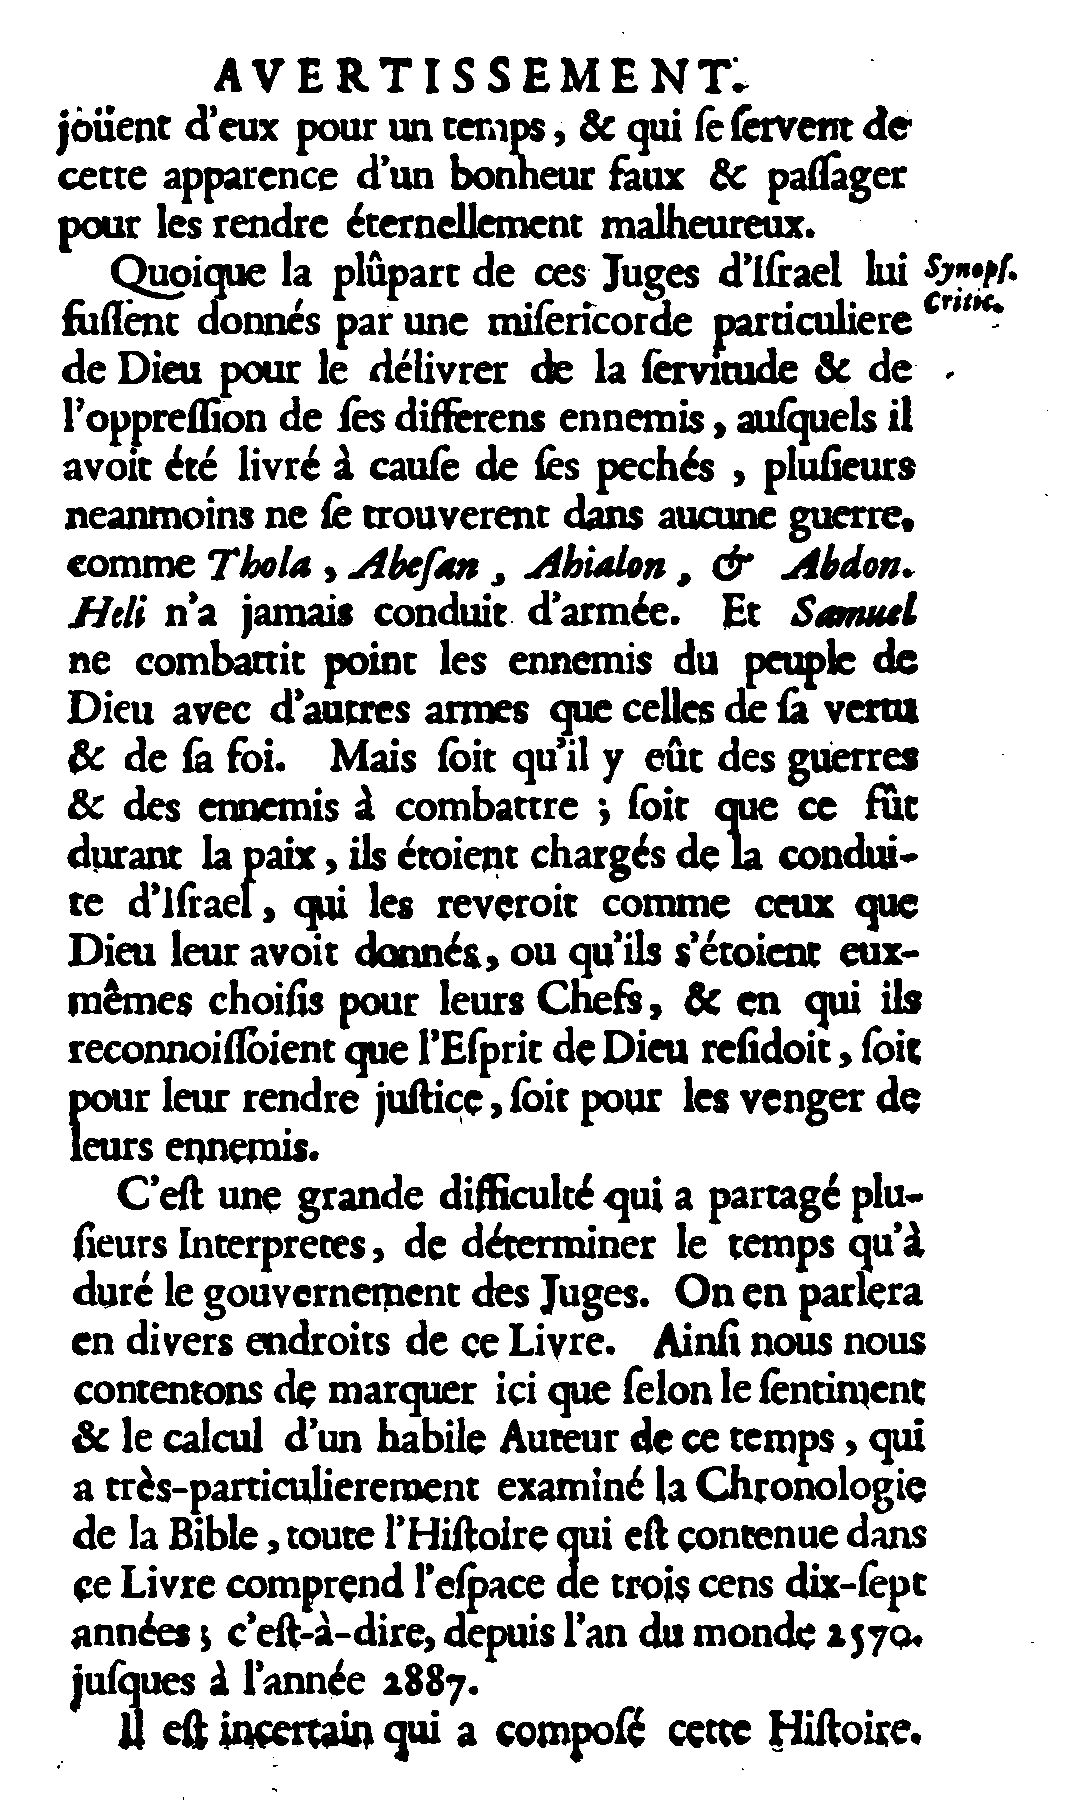 AVERTISSEMENT.
joüent d'eux pour un temps, & qui ſe ſervent de
cette apparence d'un bonheur faux & paſſager
pour les rendre éternellement malheureux.
Quoique la plûpart de ces Juges d'Iſrael lui
Synopſ.
Critic.
fuſſent donnés par une miſericorde particuliere
de Dieu pour le délivrer de la ſervitude & de
l'oppreſſion de ſes differens ennemis, auſquels il
avoit été livré à cauſe de ſes pechés, pluſieurs
neanmoins ne ſe trouverent dans aucune guerre,
comme Thola, Abeſan, Ahialon, & Abdon.
Heli n'a jamais conduit d'armée. Et Samuel
ne combattit point les ennemis du peuple de
Dieu avec d'autres armes que celles de ſa vertu
& de ſa foi. Mais ſoit qu'il y eût des guerres
& des ennemis à combattre ; ſoit que ce fût
durant la paix, ils étoient chargés de la condui-
te d'Iſrael, qui les reveroit comme ceux que
Dieu leur avoit donnés, ou qu'ils s'étoient eux-
mêmes choiſis pour leurs Chefs, & en qui ils
reconnoiſſoient que l'Eſprit de Dieu reſidoit, ſoit
pour leur rendre juſtice, ſoit pour les venger de
leurs ennemis.
C'eſt une grande difficulté qui a partagé plu-
ſieurs Interpretes, de déterminer le temps qu'à
duré le gouvernement des Juges. On en parlera
en divers endroits de ce Livre. Ainſi nous nous
contentons de marquer ici que ſelon le ſentiment
& le calcul d'un habile Auteur de ce temps, qui
a très-particulierement examiné la Chronologie
de la Bible, toute l'Hiſtoire qui eſt contenue dans
ce Livre comprend l'eſpace de trois cens dix-ſept
années ; c'eſt-à-dire, depuis l'an du monde 2570.
juſques à l'année 2887.
Il eſt incertain qui a compoſé cette Hiſtoire.